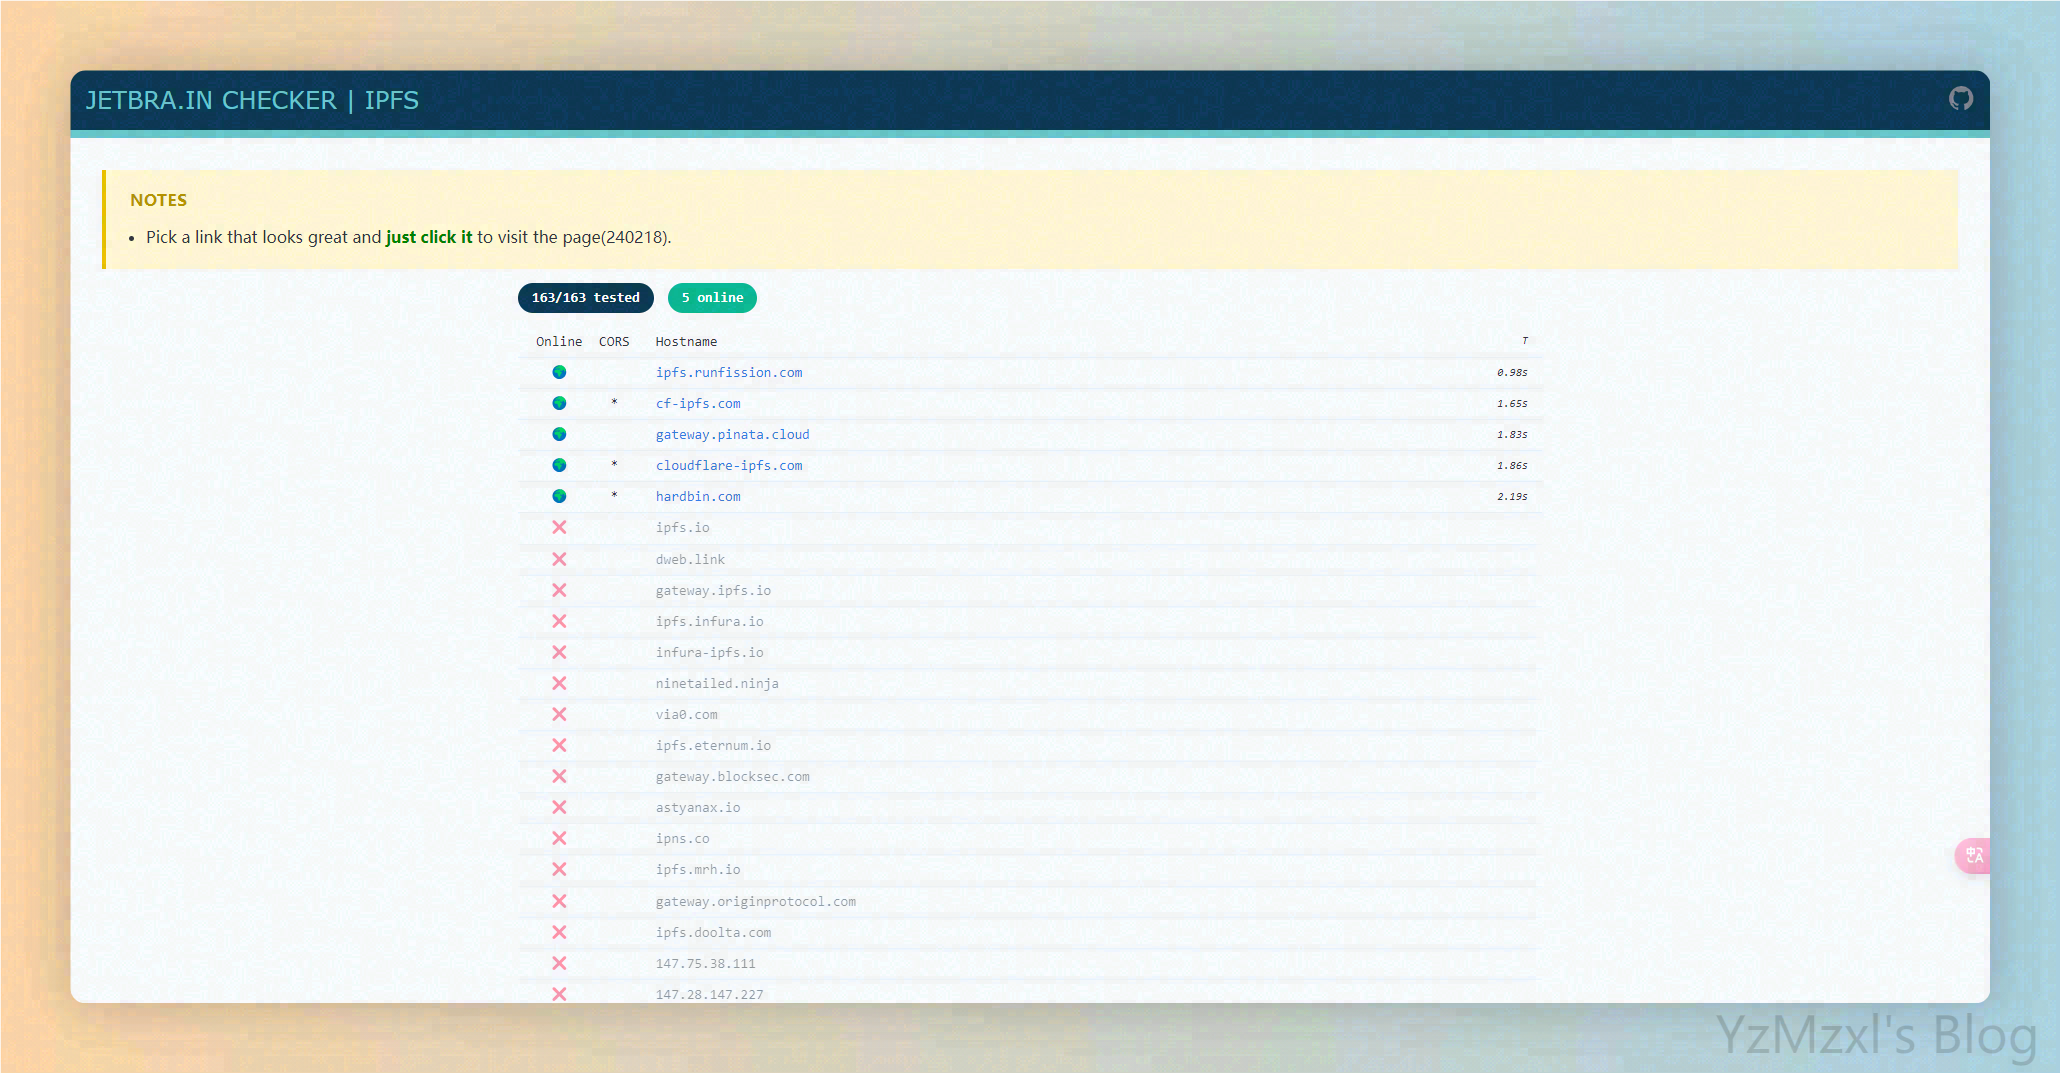 JETBRA.IN CHECKER | IPFS
NOTES
• Pick a link that looks great and just click it to visit the page(240218).
163/163 tested 5 online
Online CORS Hostname T
ipfs.runfission.com 0.98s
* cf-ipfs.com 1.65s
gateway.pinata.cloud 1.83s
* cloudflare-ipfs.com 1.86s
* hardbin.com 2.19s
ipfs.io
dweb.link
gateway.ipfs.io
ipfs.infura.io
infura-ipfs.io
ninetailed.ninja
via0.com
ipfs.eternum.io
gateway.blocksec.com
astyanax.io
ipns.co
ipfs.mrh.io
gateway.originprotocol.com
ipfs.doolta.com
147.75.38.111
147.28.147.227
中A
YzMzxl's Blog